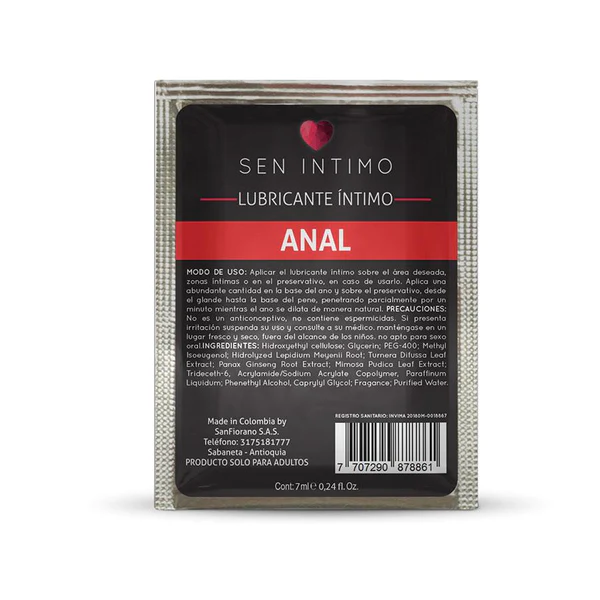 SEN INTIMO
LUBRICANTE ÍNTIMO
ANAL
MODO DE USO: Aplicar el lubricante íntimo sobre el área deseada,
zonas íntimas o en el preservativo, en caso de usarlo. Aplica una
abundante cantidad en la base del ano y sobre el preservativo, desde
el glande hasta la base del pene, penetrando parcialmente por un
minuto mientras el ano se dilata de manera natural. PRECAUCIONES:
No es un anticonceptivo, no contiene espermicidas. Si presenta
irritación suspenda su uso y consulte a su médico. manténgase en un
lugar fresco y seco, fuera del alcance de los niños. no apto para sexo
oral.INGREDIENTES: Hidroxyethyl cellulose; Glycerin; PEG-400; Methyl
Isoeugenol; Hidrolyzed Lepidium Meyenii Root; Turnera Difussa Leaf
Extract; Panax Ginseng Root Extract; Mimosa Pudica Leaf Extract;
Trideceth-6, Acrylamide/Sodium Acrylate Copolymer, Paraffinum
Liquidum; Phenethyl Alcohol, Caprylyl Glycol; Fragance; Purified Water.
Made in Colombia by
SanFiorano S.A.S.
Teléfono: 3175181777
Sabaneta - Antioquia
PRODUCTO SOLO PARA ADULTOS
REGISTRO SANITARIO: INVIMA 2018DM-0018667
7 707290 878861
Cont: 7 ml ℮ 0,24 fl. Oz.